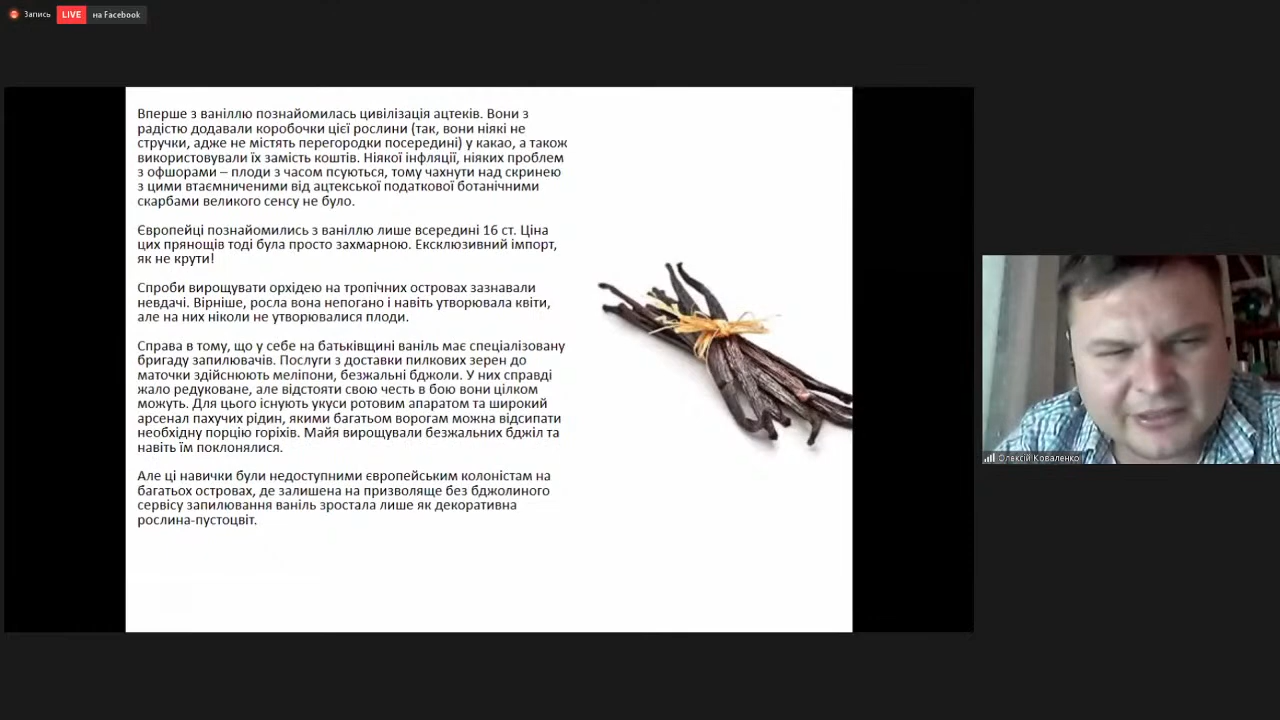 Запись
LIVE
на Facebook
Вперше з ваніллю познайомилась цивілізація ацтеків. Вони з
радістю додавали коробочки цієї рослини (так, вони ніякі не
стручки, адже не містять перегородки посередині) у какао, а також
використовували їх замість коштів. Ніякої інфляції, ніяких проблем
з офшорами – плоди з часом псуються, тому чахнути над скринею
з цими втаємниченими від ацтекської податкової ботанічними
скарбами великого сенсу не було.
Європейці познайомились з ваніллю лише всередині 16 ст. Ціна
цих прянощів тоді була просто захмарною. Ексклюзивний імпорт,
як не крути!
Спроби вирощувати орхідею на тропічних островах зазнавали
невдачі. Вірніше, росла вона непогано і навіть утворювала квіти,
але на них ніколи не утворювалися плоди.
Справа в тому, що у себе на батьківщині ваніль має спеціалізовану
бригаду запилювачів. Послуги з доставки пилкових зерен до
маточки здійснюють меліпони, безжальні бджоли. У них справді
жало редуковане, але відстояти свою честь в бою вони цілком
можуть. Для цього існують укуси ротовим апаратом та широкий
арсенал пахучих рідин, якими багатьом ворогам можна відсипати
необхідну порцію горіхів. Майя вирощували безжальних бджіл та
навіть їм поклонялися.
Але ці навички були недоступними європейським колоністам на
багатьох островах, де залишена на призволяще без бджолиного
сервісу запилювання ваніль зростала лише як декоративна
рослина-пустоцвіт.
Олексій Коваленко